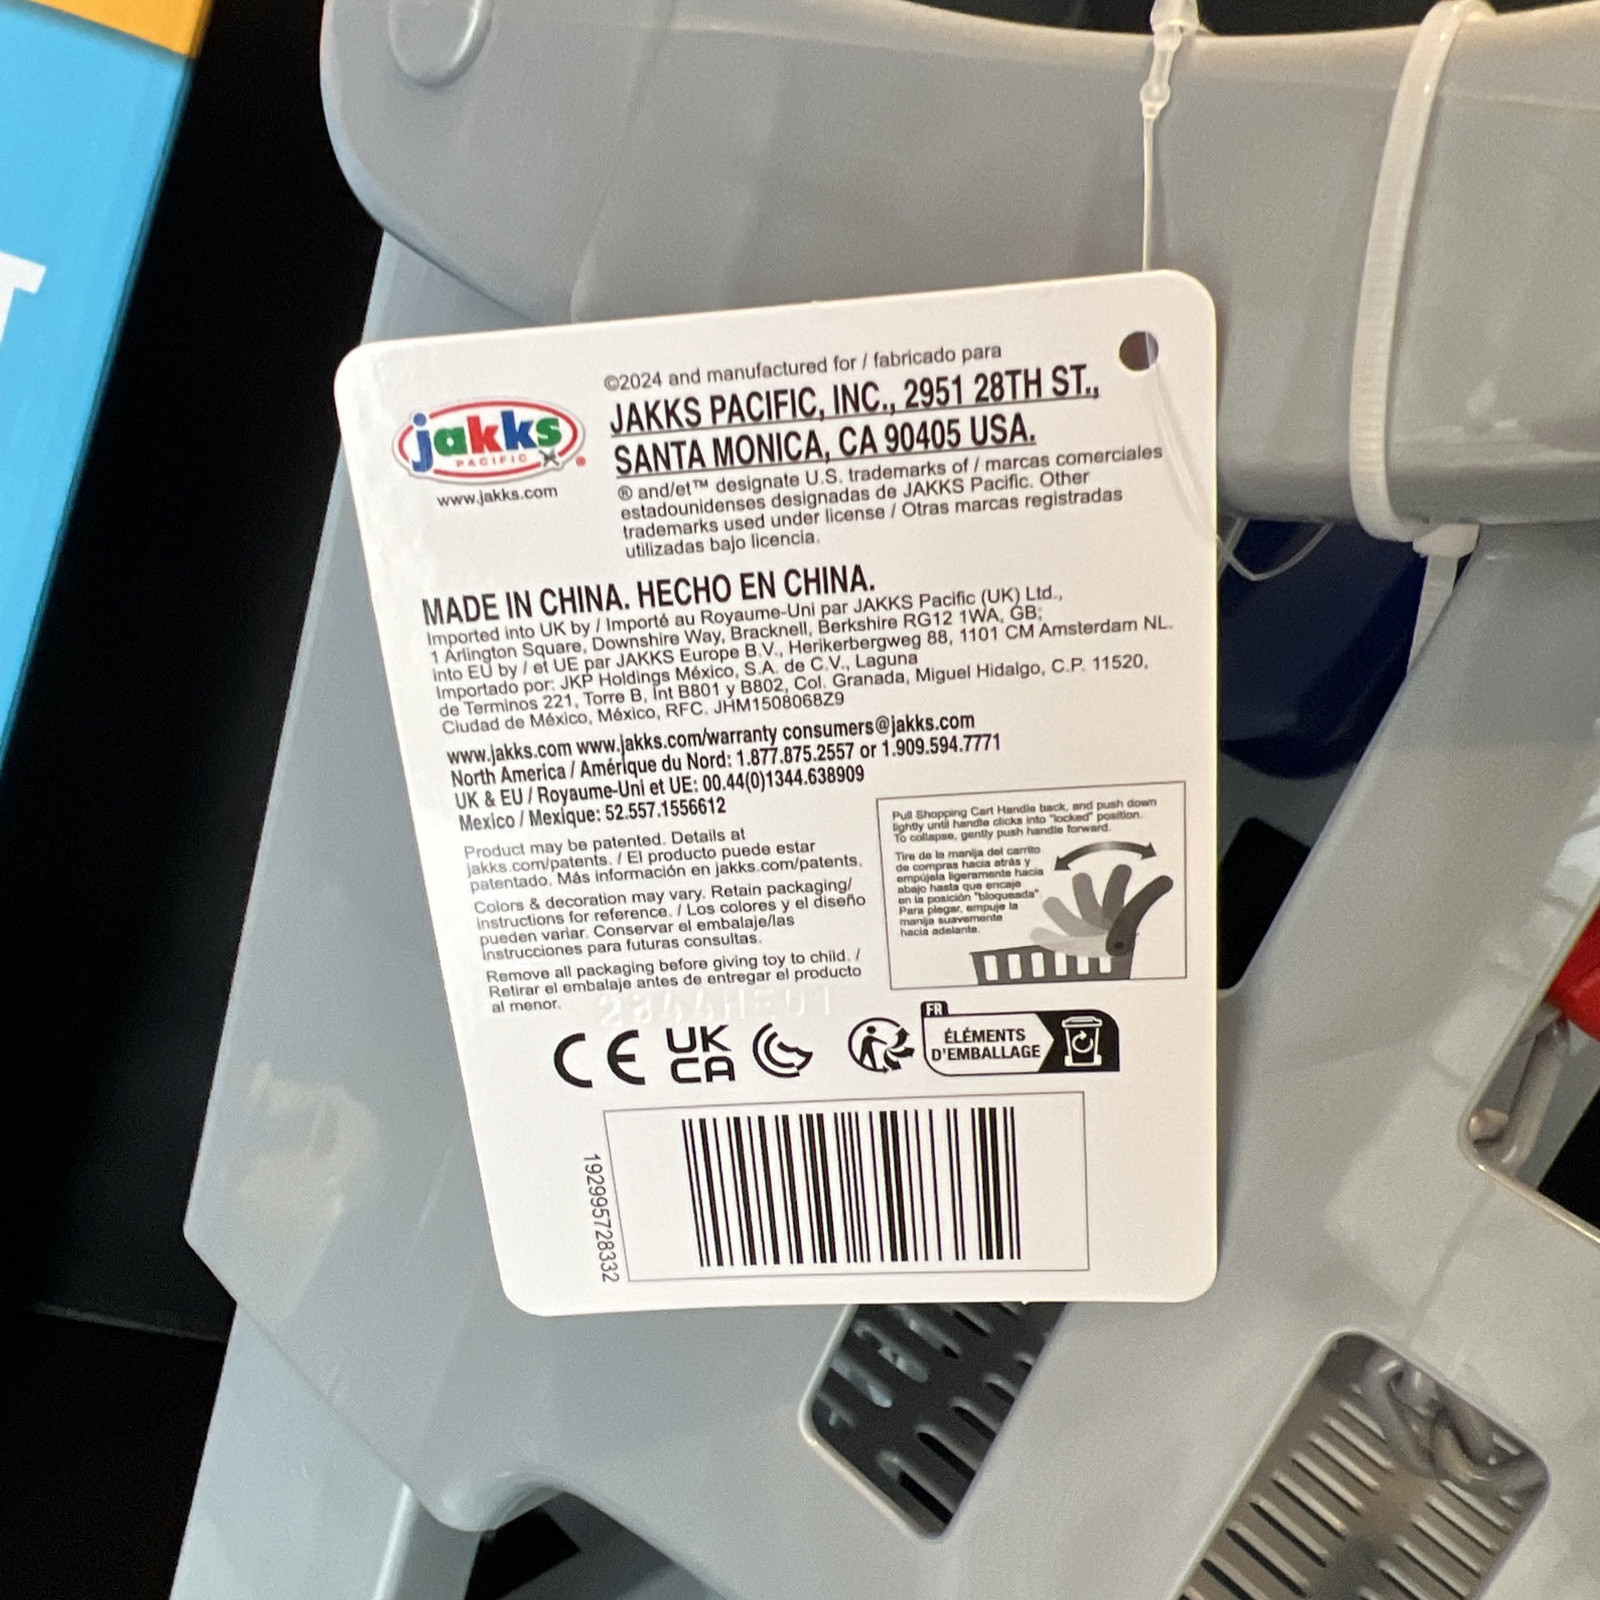 ©2024 and manufactured for / fabricado para
JAKKS PACIFIC, INC., 2951 28TH ST.,
SANTA MONICA, CA 90405 USA.
® and/et™ designate U.S. trademarks of / marcas comerciales
estadounidenses designadas de JAKKS Pacific. Other
trademarks used under license / Otras marcas registradas
utilizadas bajo licencia.
jakks
PACIFIC
www.jakks.com
MADE IN CHINA. HECHO EN CHINA.
Imported into UK by / Importé au Royaume-Uni par JAKKS Pacific (UK) Ltd.,
1 Arlington Square, Downshire Way, Bracknell, Berkshire RG12 1WA, GB;
into EU by / et UE par JAKKS Europe B.V., Herikerbergweg 88, 1101 CM Amsterdam NL.
Importado por: JKP Holdings México, S.A. de C.V., Laguna
de Terminos 221, Torre B, Int B801 y B802, Col. Granada, Miguel Hidalgo, C.P. 11520,
Ciudad de México, México, RFC. JHM1508068Z9
www.jakks.com www.jakks.com/warranty consumers@jakks.com
North America / Amérique du Nord: 1.877.875.2557 or 1.909.594.7771
UK & EU / Royaume-Uni et UE: 00.44(0)1344.638909
Mexico / Mexique: 52.557.1556612
Product may be patented. Details at
jakks.com/patents. / El producto puede estar
patentado. Más información en jakks.com/patents.
Colors & decoration may vary. Retain packaging/
instructions for reference. / Los colores y el diseño
pueden variar. Conservar el embalaje/las
instrucciones para futuras consultas.
Remove all packaging before giving toy to child. /
Retirar el embalaje antes de entregar el producto
al menor.
Pull Shopping Cart Handle back, and push down
lightly until handle clicks into "locked" position.
To collapse, gently push handle forward.
Tire de la manija del carrito
de compras hacia atrás y
empújela ligeramente hacia
abajo hasta que encaje
en la posición "bloqueada"
Para plegar, empuje la
manija suavemente
hacia adelante.
CE
UK
CA
FR
ÉLÉMENTS
D'EMBALLAGE
192995728332